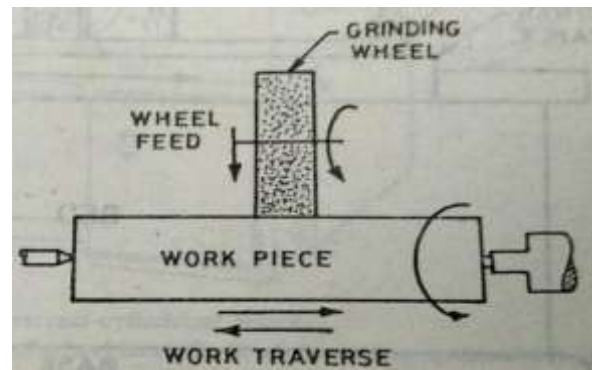 GRINDING
WHEEL
WHEEL
FEED
WORK PIECE
WORK TRAVERSE